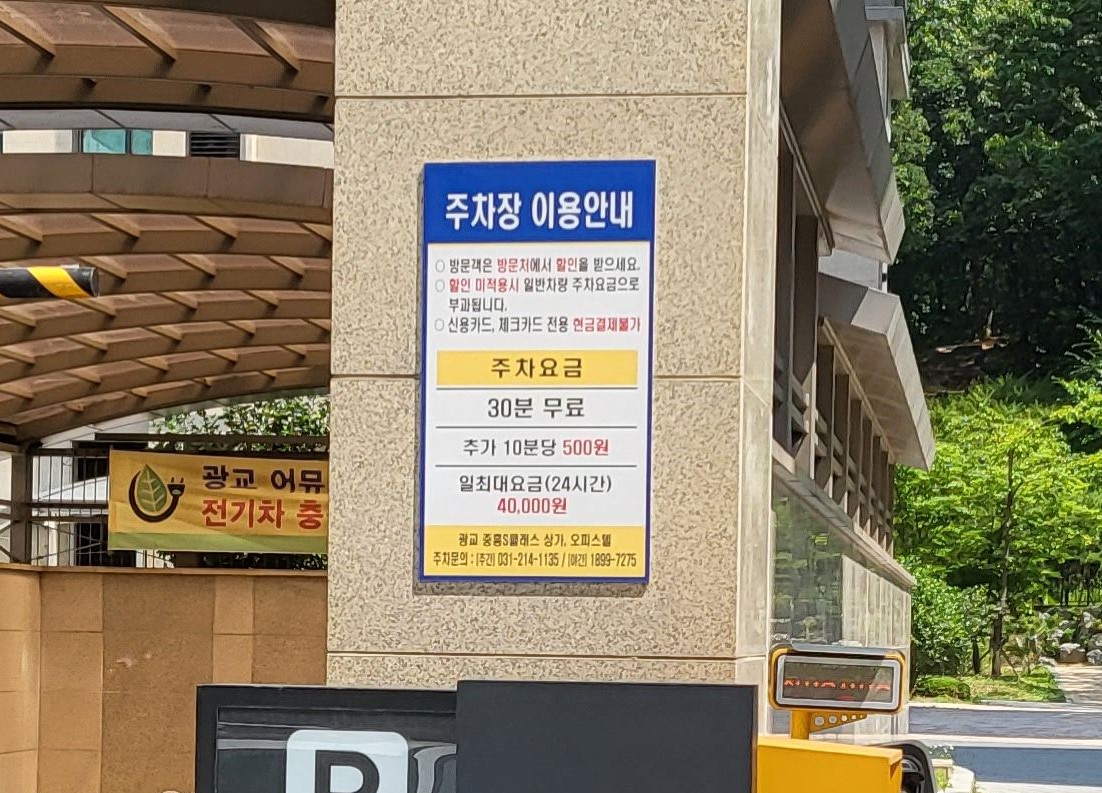 주차장 이용안내
○ 방문객은 방문처에서 할인을 받으세요.
○ 할인 미적용시 일반차량 주차요금으로
부과됩니다.
○ 신용카드, 체크카드 전용 현금결제불가
주차요금
30분 무료
추가 10분당 500원
일최대요금(24시간)
40,000원
광교 중흥S클래스 상가, 오피스텔
주차문의 : (주간) 031-214-1135 / (야간) 1899-7275
광교 어뮤
전기차 충
P